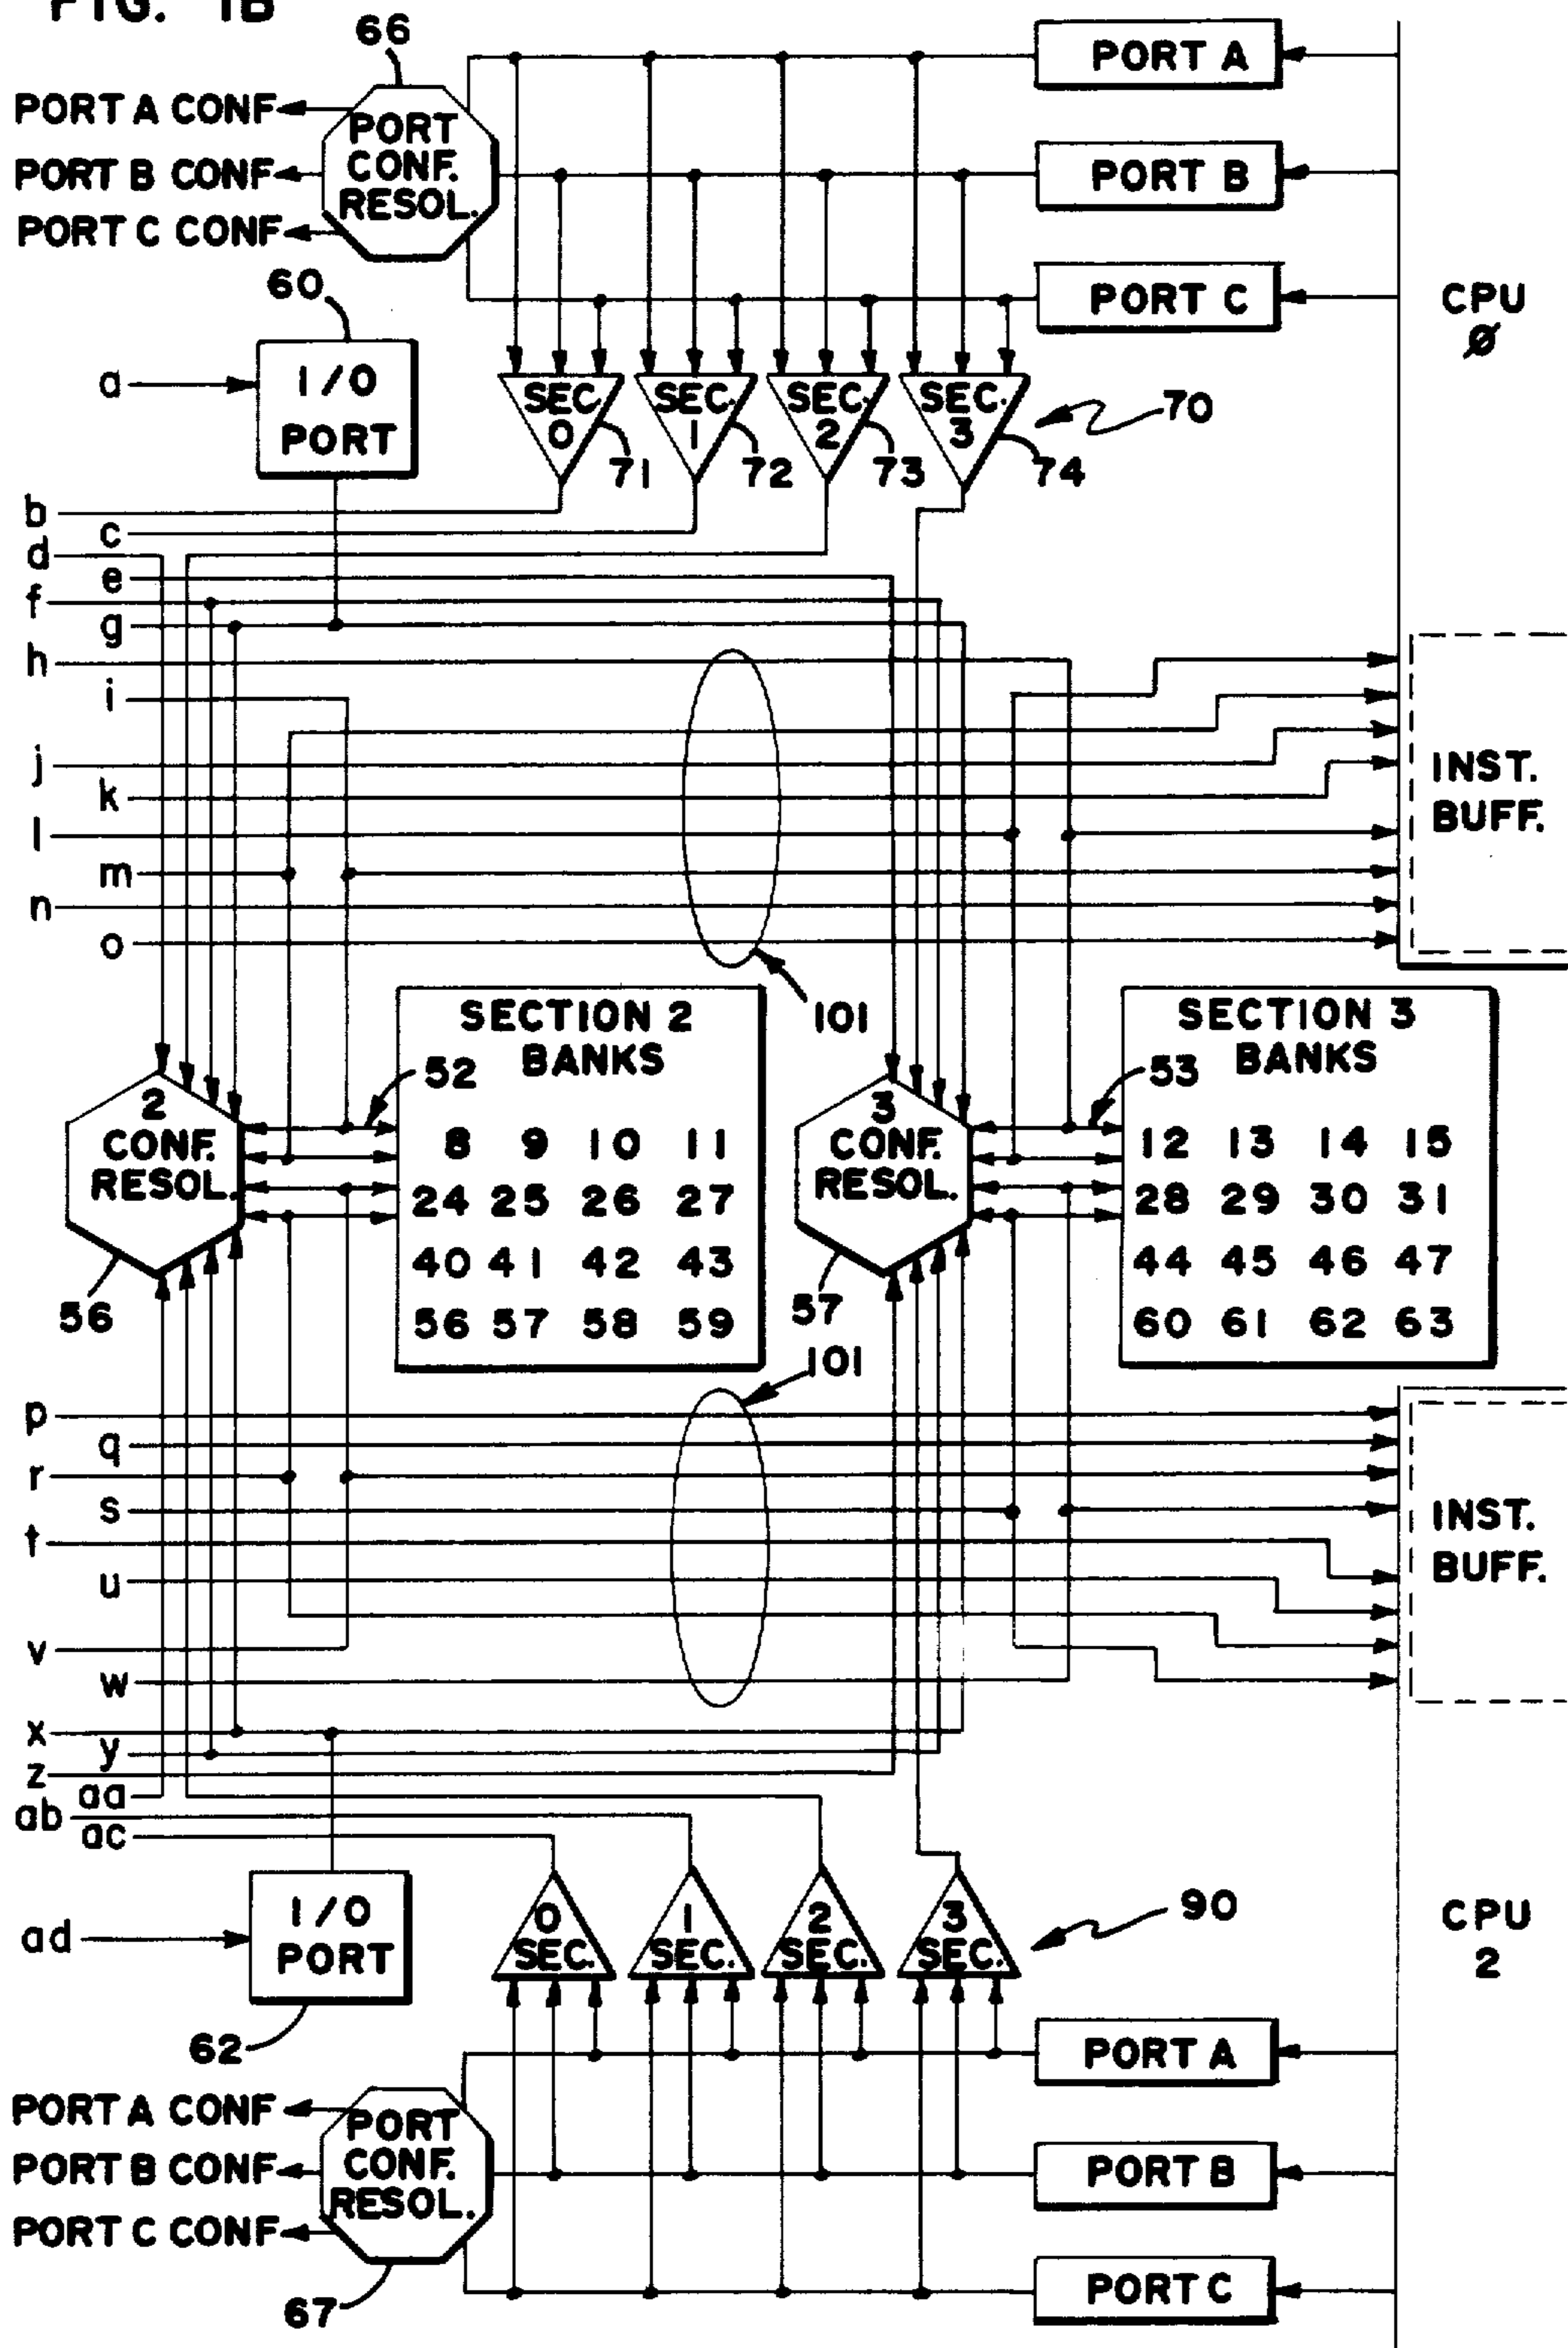 FIG. 1B
66
PORT A CONF
PORT B CONF
PORT C CONF
PORT
CONF.
RESOL.
PORT A
PORT B
PORT C
CPU
Ø
60
I/O
PORT
a
SEC.
0
SEC.
1
SEC.
2
SEC.
3
71
72
73
74
70
b
c
d
e
f
g
h
i
j
k
l
m
n
o
INST.
BUFF.
101
SECTION 2
BANKS
52
8 9 10 11
24 25 26 27
40 41 42 43
56 57 58 59
2
CONF.
RESOL.
56
SECTION 3
BANKS
53
12 13 14 15
28 29 30 31
44 45 46 47
60 61 62 63
3
CONF.
RESOL.
57
101
p
q
r
s
t
u
v
w
x
y
z
aa
ab
ac
INST.
BUFF.
I/O
PORT
ad
62
0
SEC.
1
SEC.
2
SEC.
3
SEC.
90
CPU
2
PORT A
PORT B
PORT C
PORT A CONF
PORT B CONF
PORT C CONF
PORT
CONF.
RESOL.
67